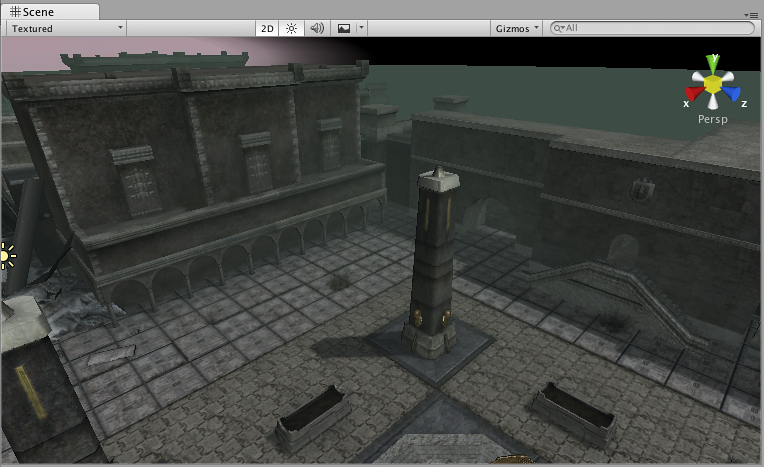 Scene
Textured
2D
Gizmos
All
y
x
z
Persp